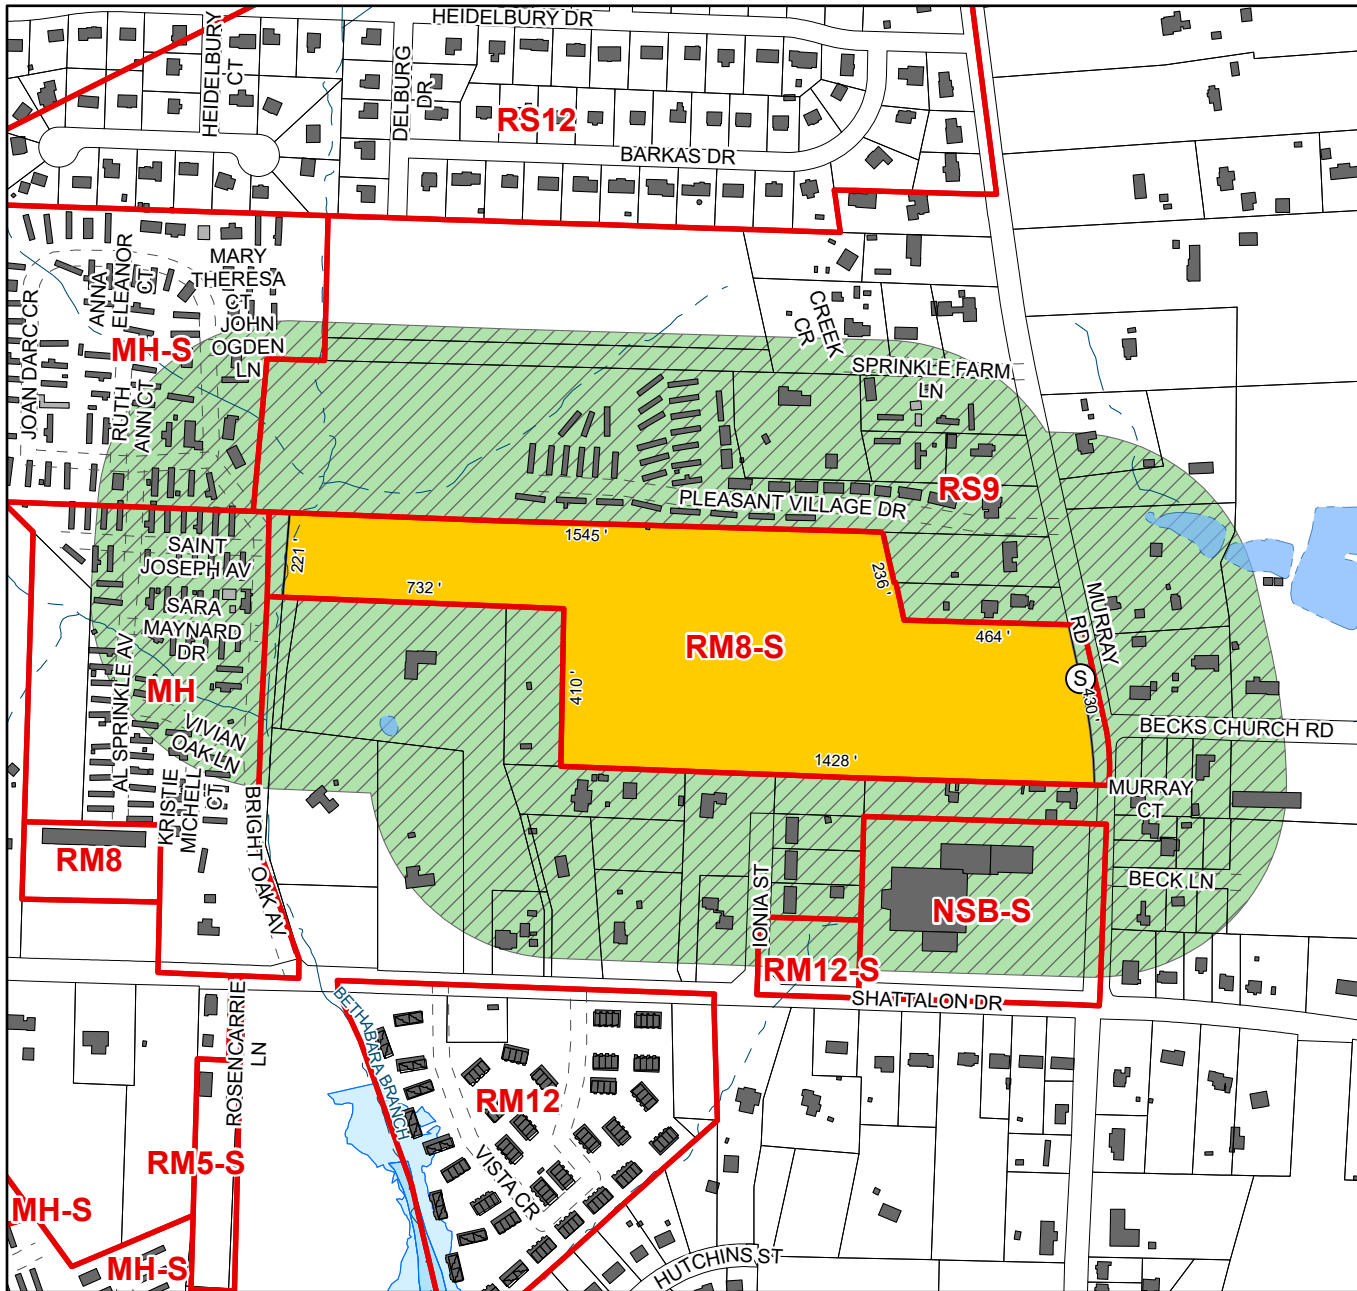 HEIDELBURY DR
HEIDELBURY
CT
DELBURG
DR
RS12
BARKAS DR
MARY
THERESA
CT
JOHN
OGDEN
LN
ANNA
ELEANOR
CT
RUTH
ANN CT
JOAN DARC CR
MH-S
CREEK
CR
SPRINKLE FARM
LN
RS9
PLEASANT VILLAGE DR
1545 '
221 '
732 '
236 '
464 '
410 '
430 '
1428 '
RM8-S
S
MURRAY
RD
SAINT
JOSEPH AV
SARA
MAYNARD
DR
MH
AL SPRINKLE AV
VIVIAN
OAK LN
KRISTIE
MICHELL
CT
BRIGHT OAK AV
BECKS CHURCH RD
MURRAY
CT
BECK LN
RM8
IONIA ST
NSB-S
RM12-S
SHATTALON DR
ROSENCARRIE
LN
BETHABARA BRANCH
RM12
VISTA CR
RM5-S
MH-S
MH-S
HUTCHINS ST